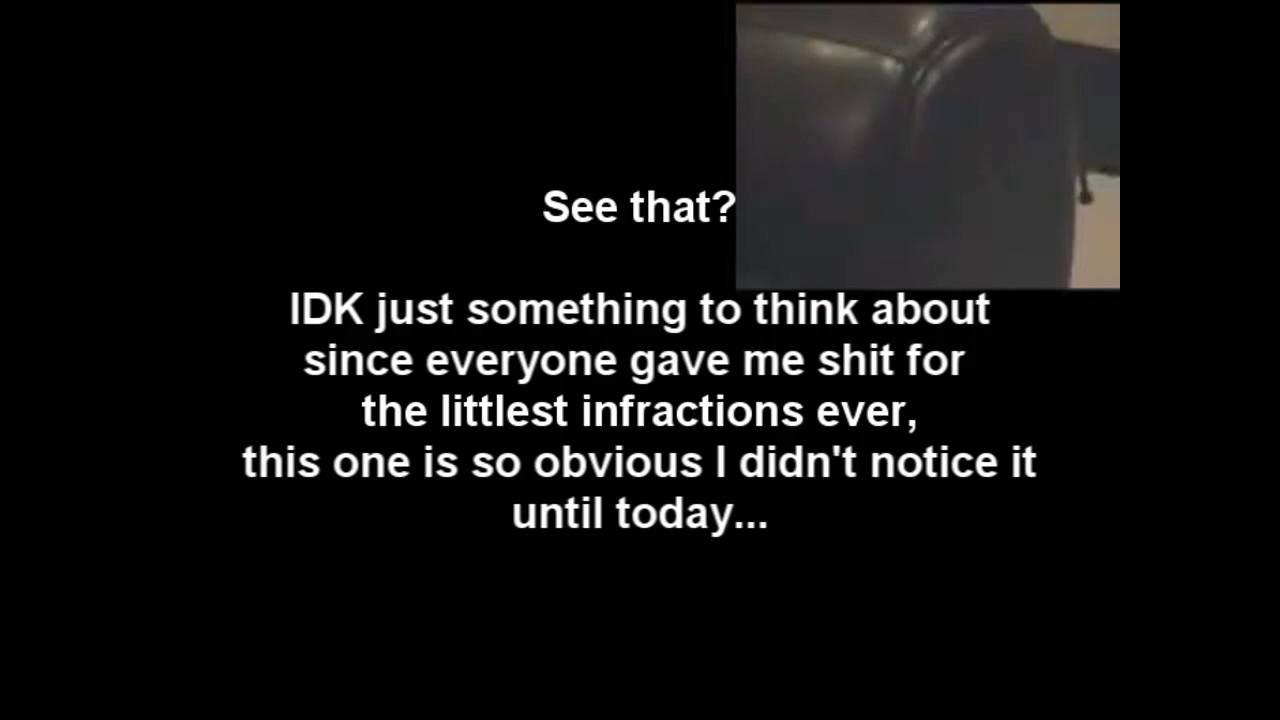 See that?
IDK just something to think about
since everyone gave me shit for
the littlest infractions ever,
this one is so obvious I didn't notice it
until today...